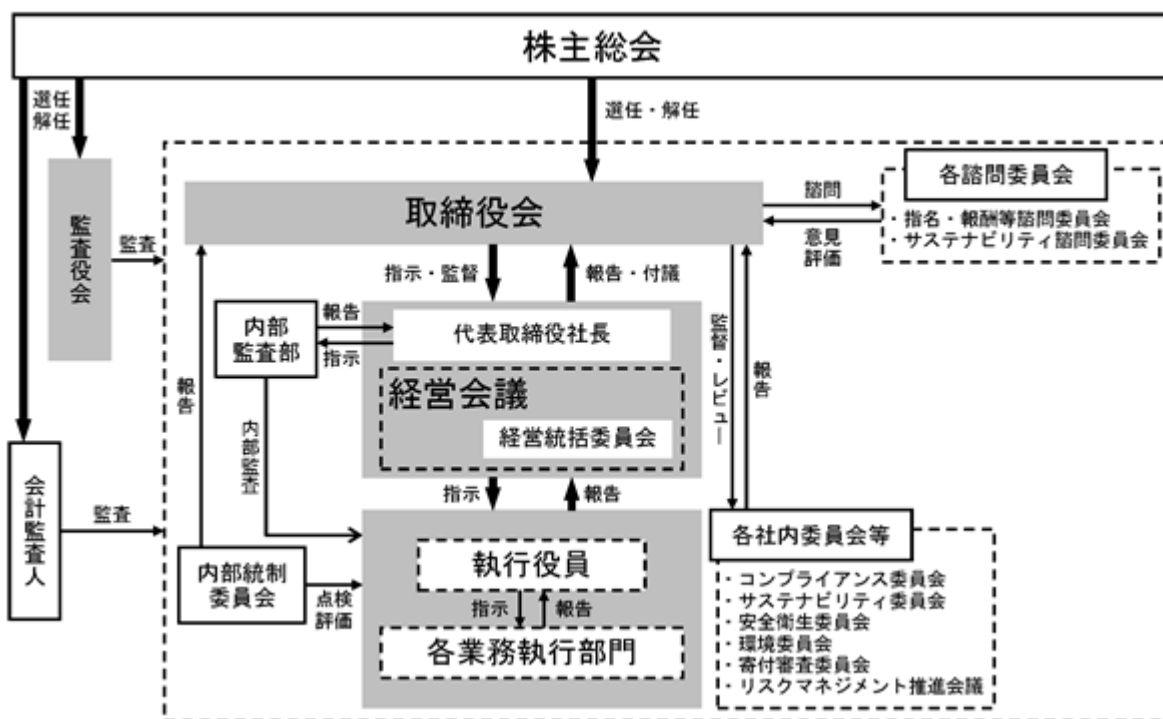 株主総会
選任
解任
選任・解任
各諮問委員会
・指名・報酬等諮問委員会
・サステナビリティ諮問委員会
諮問
意見
評価
取締役会
監査役会
監査
指示・監督
報告・付議
内部
監査部
報告
指示
代表取締役社長
経営会議
経営統括委員会
監督・レビュー
報告
報告
内部監査
指示
報告
会計監査人
監査
各社内委員会等
・コンプライアンス委員会
・サステナビリティ委員会
・安全衛生委員会
・環境委員会
・寄付審査委員会
・リスクマネジメント推進会議
内部統制
委員会
点検
評価
執行役員
指示
報告
各業務執行部門